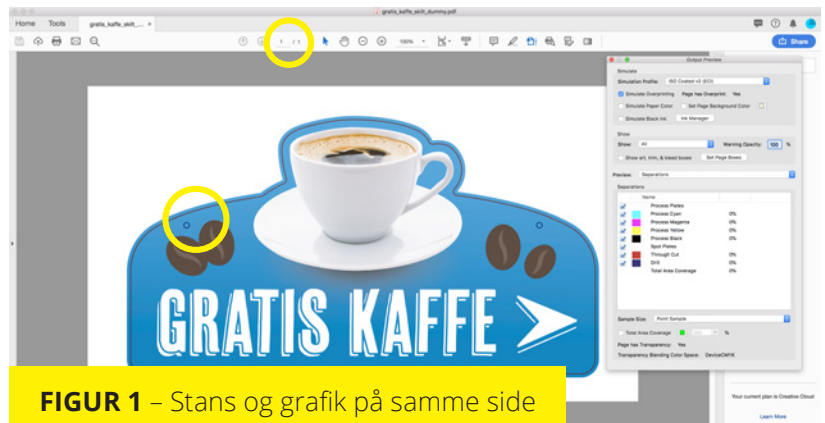 gratis_kaffe_skilt_dummy.pdf
Home Tools gratis_kaffe_skilt_... ×
1 / 1 100%
Share
Output Preview
Simulate
Simulation Profile: ISO Coated v2 (ECI)
Simulate Overprinting Page has Overprint: Yes
Simulate Paper Color Set Page Background Color
Simulate Black Ink Ink Manager
Show
Show: All Warning Opacity: 100 %
Show art, trim, & bleed boxes Set Page Boxes
Preview: Separations
Separations
Name
Process Plates
Process Cyan 0%
Process Magenta 0%
Process Yellow 0%
Process Black 0%
Spot Plates
Through Cut 0%
Drill 0%
Total Area Coverage 0%
Sample Size: Point Sample
Total Area Coverage %
Page has Transparency: Yes
Transparency Blending Color Space: DeviceCMYK
GRATIS KAFFE
FIGUR 1 – Stans og grafik på samme side
Your current plan is Creative Cloud
Learn More